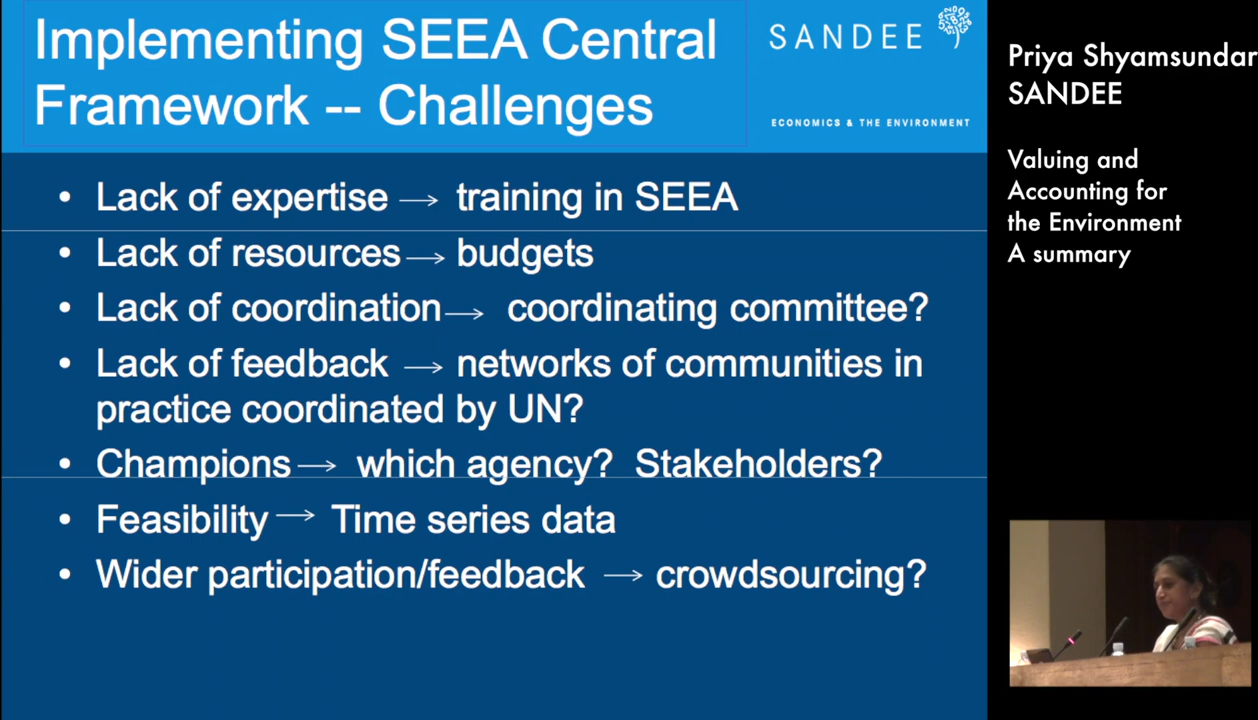 Implementing SEEA Central
Framework -- Challenges
SANDEE
ECONOMICS & THE ENVIRONMENT
• Lack of expertise → training in SEEA
• Lack of resources → budgets
• Lack of coordination → coordinating committee?
• Lack of feedback → networks of communities in
practice coordinated by UN?
• Champions → which agency? Stakeholders?
• Feasibility → Time series data
• Wider participation/feedback → crowdsourcing?
Priya Shyamsundar
SANDEE
Valuing and
Accounting for
the Environment
A summary